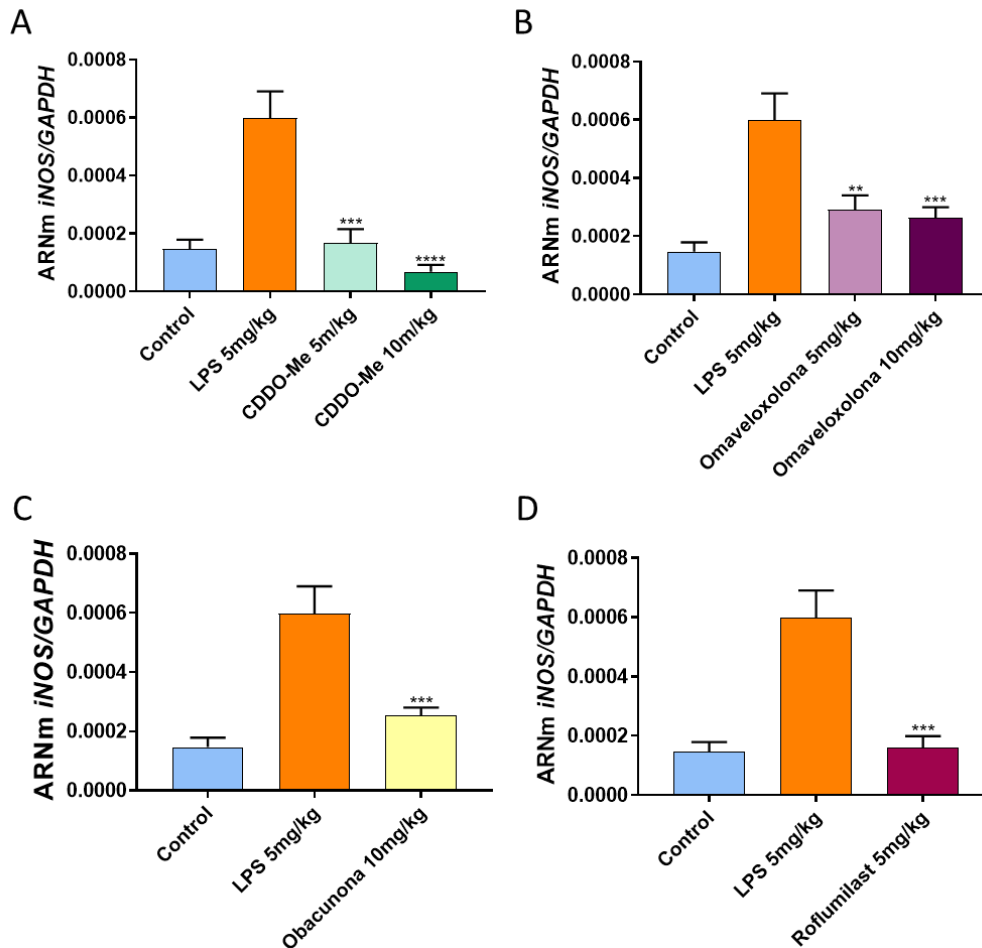 A
ARNm iNOS/GAPDH
0.0008
0.0006
0.0004
0.0002
0.0000
***
****
Control
LPS 5mg/kg
CDDO-Me 5m/kg
CDDO-Me 10m/kg
B
ARNm iNOS/GAPDH
0.0008
0.0006
0.0004
0.0002
0.0000
**
***
Control
LPS 5mg/kg
Omaveloxolona 5mg/kg
Omaveloxolona 10mg/kg
C
ARNm iNOS/GAPDH
0.0008
0.0006
0.0004
0.0002
0.0000
***
Control
LPS 5mg/kg
Obacunona 10mg/kg
D
ARNm iNOS/GAPDH
0.0008
0.0006
0.0004
0.0002
0.0000
***
Control
LPS 5mg/kg
Roflumilast 5mg/kg